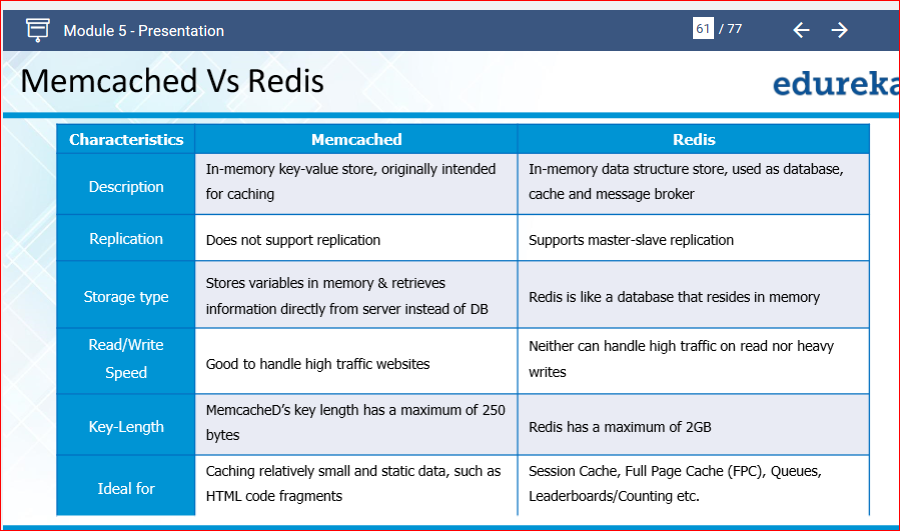 Module 5 - Presentation
61 / 77
Memcached Vs Redis
edureka
Characteristics Memcached Redis
Description
In-memory key-value store, originally intended
for caching
In-memory data structure store, used as database,
cache and message broker
Replication
Does not support replication
Supports master-slave replication
Storage type
Stores variables in memory & retrieves
information directly from server instead of DB
Redis is like a database that resides in memory
Read/Write
Speed
Good to handle high traffic websites
Neither can handle high traffic on read nor heavy
writes
Key-Length
MemcacheD’s key length has a maximum of 250
bytes
Redis has a maximum of 2GB
Ideal for
Caching relatively small and static data, such as
HTML code fragments
Session Cache, Full Page Cache (FPC), Queues,
Leaderboards/Counting etc.